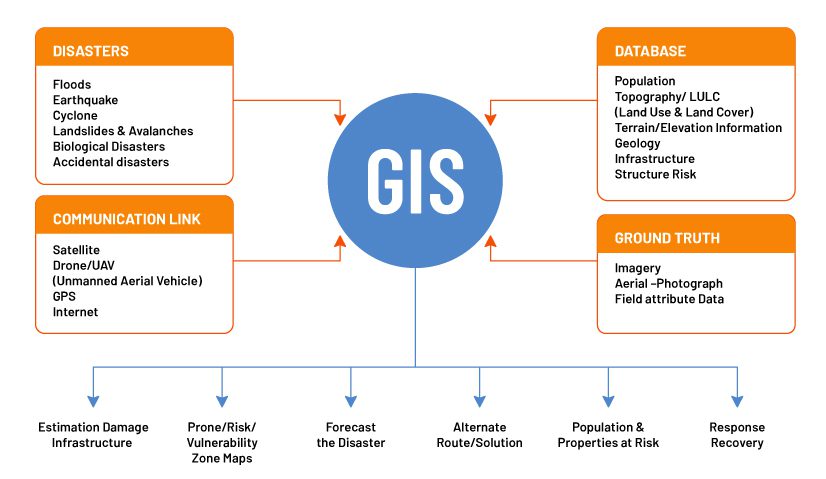 DISASTERS
Floods
Earthquake
Cyclone
Landslides & Avalanches
Biological Disasters
Accidental disasters
COMMUNICATION LINK
Satellite
Drone/UAV
(Unmanned Aerial Vehicle)
GPS
Internet
GIS
DATABASE
Population
Topography/ LULC
(Land Use & Land Cover)
Terrain/Elevation Information
Geology
Infrastructure
Structure Risk
GROUND TRUTH
Imagery
Aerial –Photograph
Field attribute Data
Estimation Damage
Infrastructure
Prone/Risk/
Vulnerability
Zone Maps
Forecast
the Disaster
Alternate
Route/Solution
Population &
Properties at Risk
Response
Recovery